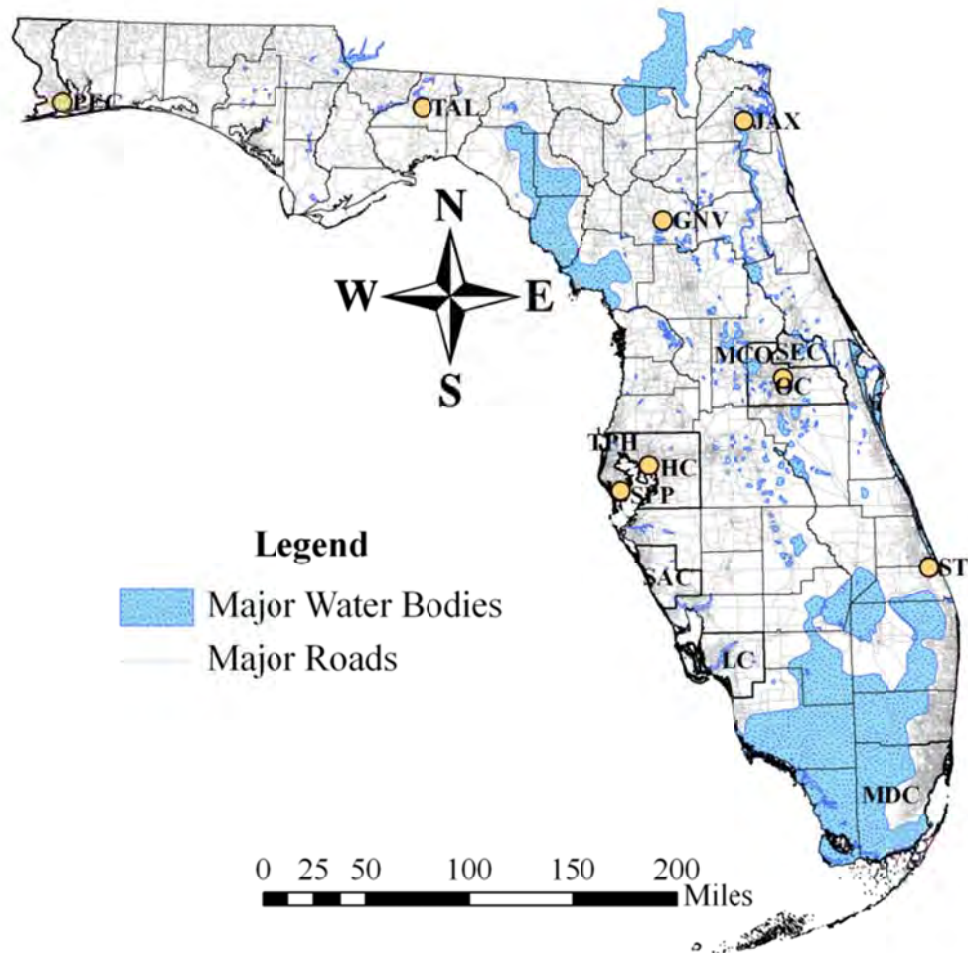 PEC
TAL
JAX
GNV
N
W E
S
MCO SEC
OC
TPH
HC
SPP
Legend
SAC
ST
Major Water Bodies
Major Roads
LC
MDC
0 25 50 100 150 200
Miles